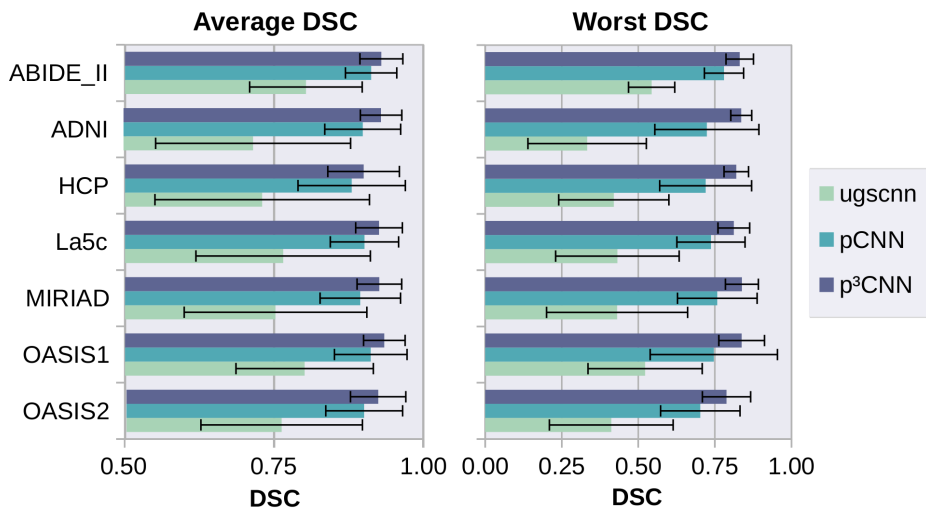 Average DSC
Worst DSC
ABIDE_II
ADNI
HCP
La5c
MIRIAD
OASIS1
OASIS2
0.50 0.75 1.00
0.00 0.25 0.50 0.75 1.00
DSC
DSC
ugscnn
pCNN
p³CNN